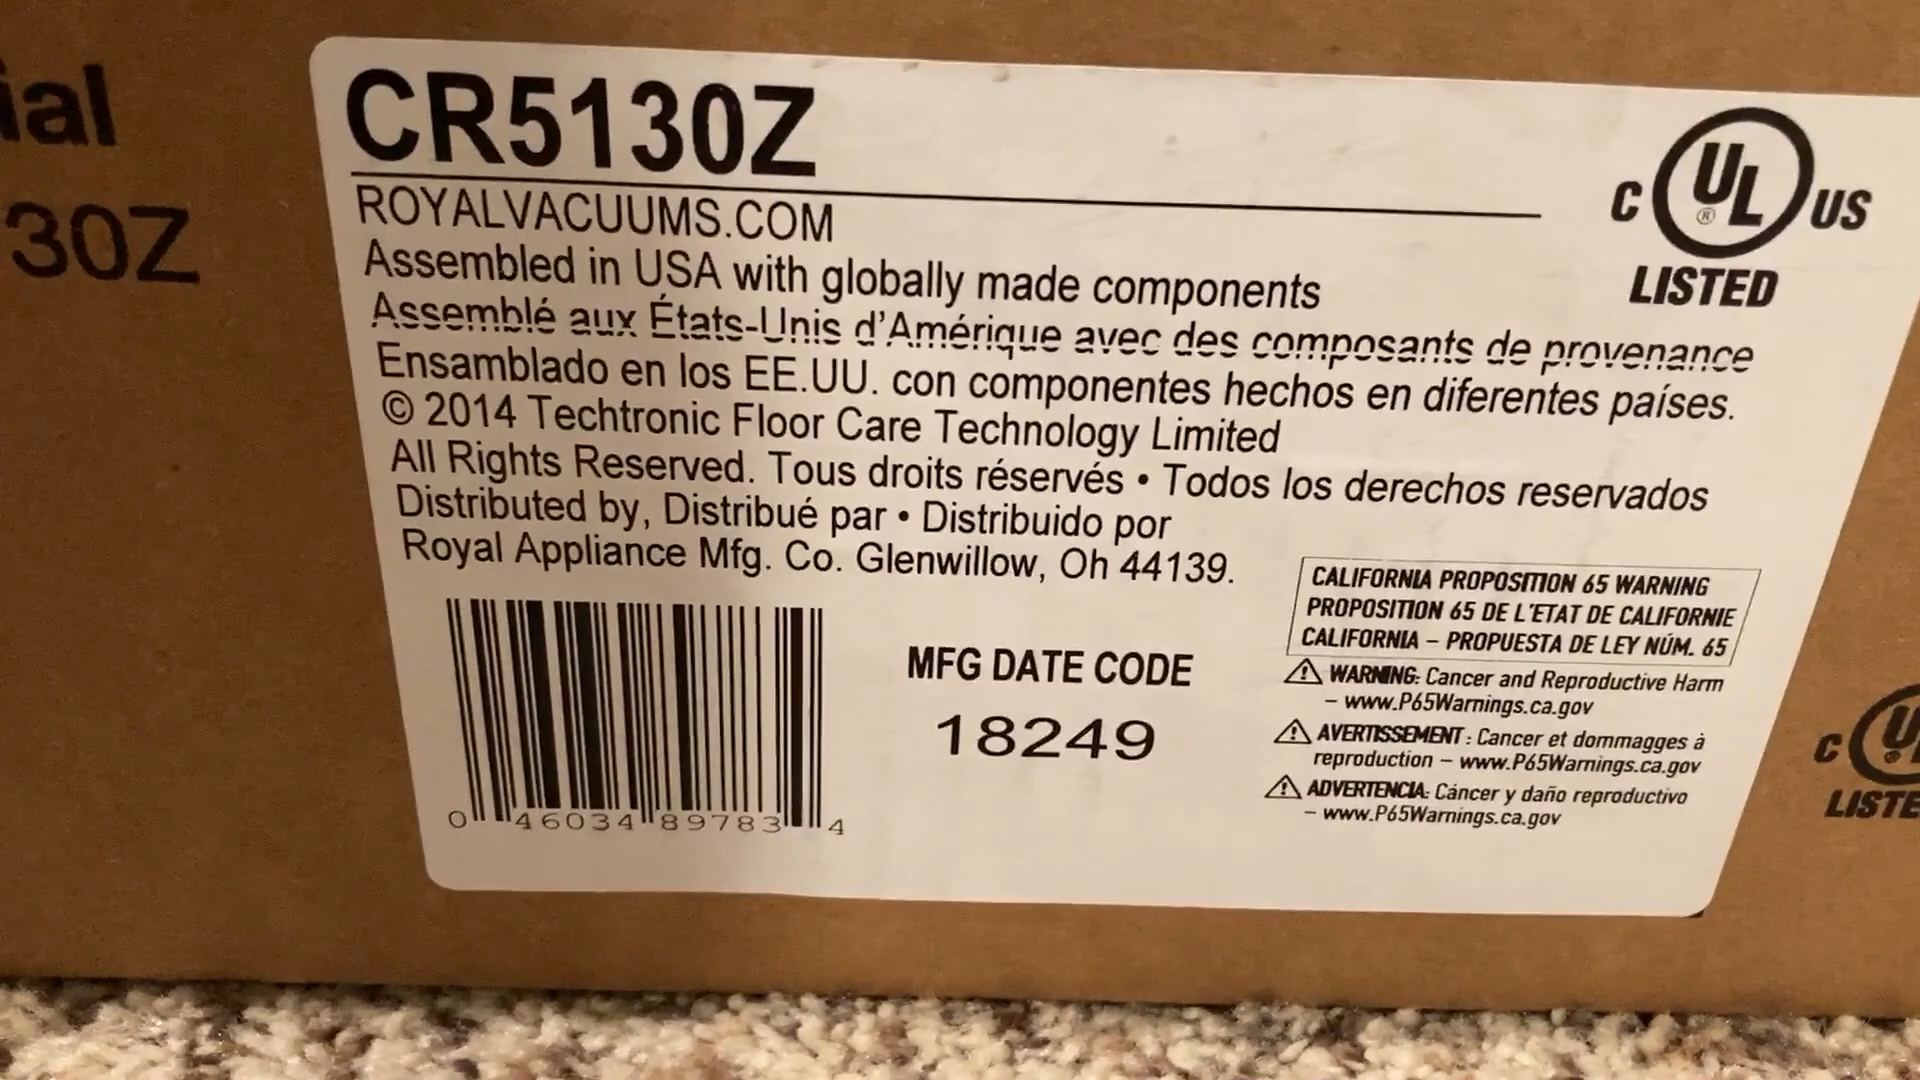 ial
30Z
CR5130Z
ROYALVACUUMS.COM
Assembled in USA with globally made components
Assemblé aux États-Unis d'Amérique avec des composants de provenance
Ensamblado en los EE.UU. con componentes hechos en diferentes países.
© 2014 Techtronic Floor Care Technology Limited
All Rights Reserved. Tous droits réservés • Todos los derechos reservados
Distributed by, Distribué par • Distribuido por
Royal Appliance Mfg. Co. Glenwillow, Oh 44139.
C UL ® US
LISTED
0 46034 89783 4
MFG DATE CODE
18249
CALIFORNIA PROPOSITION 65 WARNING
PROPOSITION 65 DE L'ETAT DE CALIFORNIE
CALIFORNIA – PROPUESTA DE LEY NÚM. 65
⚠ WARNING: Cancer and Reproductive Harm
– www.P65Warnings.ca.gov
⚠ AVERTISSEMENT : Cancer et dommagges à
reproduction – www.P65Warnings.ca.gov
⚠ ADVERTENCIA: Cáncer y daño reproductivo
– www.P65Warnings.ca.gov
C U
LISTE